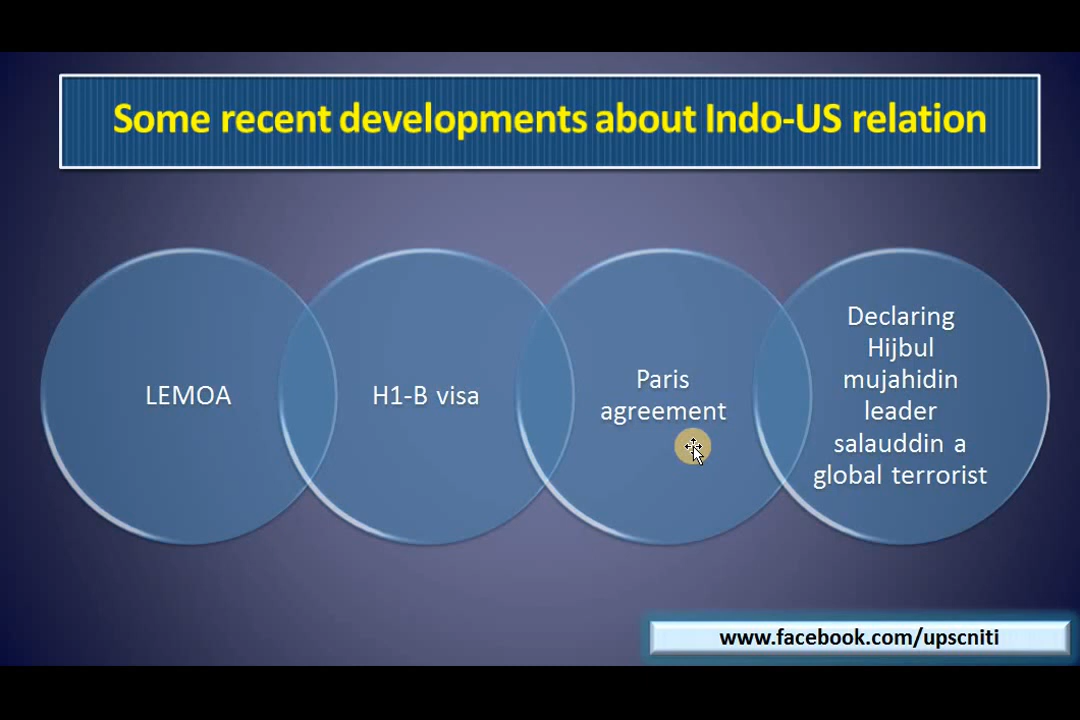 Some recent developments about Indo-US relation
LEMOA
H1-B visa
Paris
agreement
Declaring
Hijbul
mujahidin
leader
salauddin a
global terrorist
www.facebook.com/upscniti